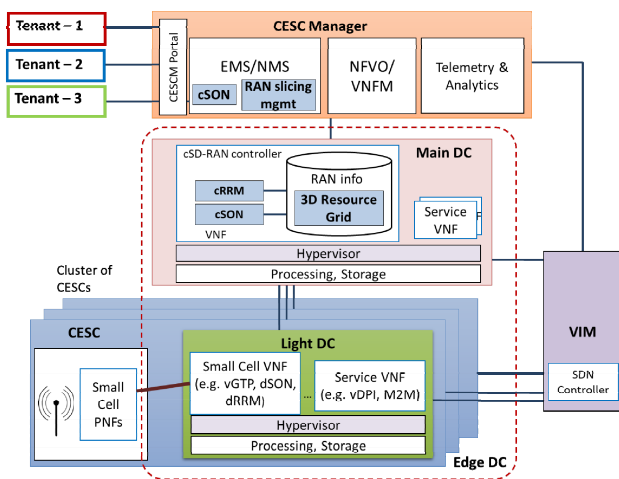 CESC Manager
Tenant – 1
Tenant – 2
Tenant – 3
CESCM Portal
EMS/NMS
cSON
RAN slicing
mgmt
NFVO/
VNFM
Telemetry &
Analytics
Main DC
cSD-RAN controller
RAN info
cRRM
cSON
3D Resource
Grid
VNF
Service
VNF
F
Hypervisor
Processing, Storage
Cluster of
CESCs
CESC
Light DC
Small Cell VNF
(e.g. vGTP, dSON,
dRRM)
...
Service VNF
(e.g. vDPI, M2M)
Small
Cell
PNFs
Hypervisor
Processing, Storage
Edge DC
VIM
SDN
Controller